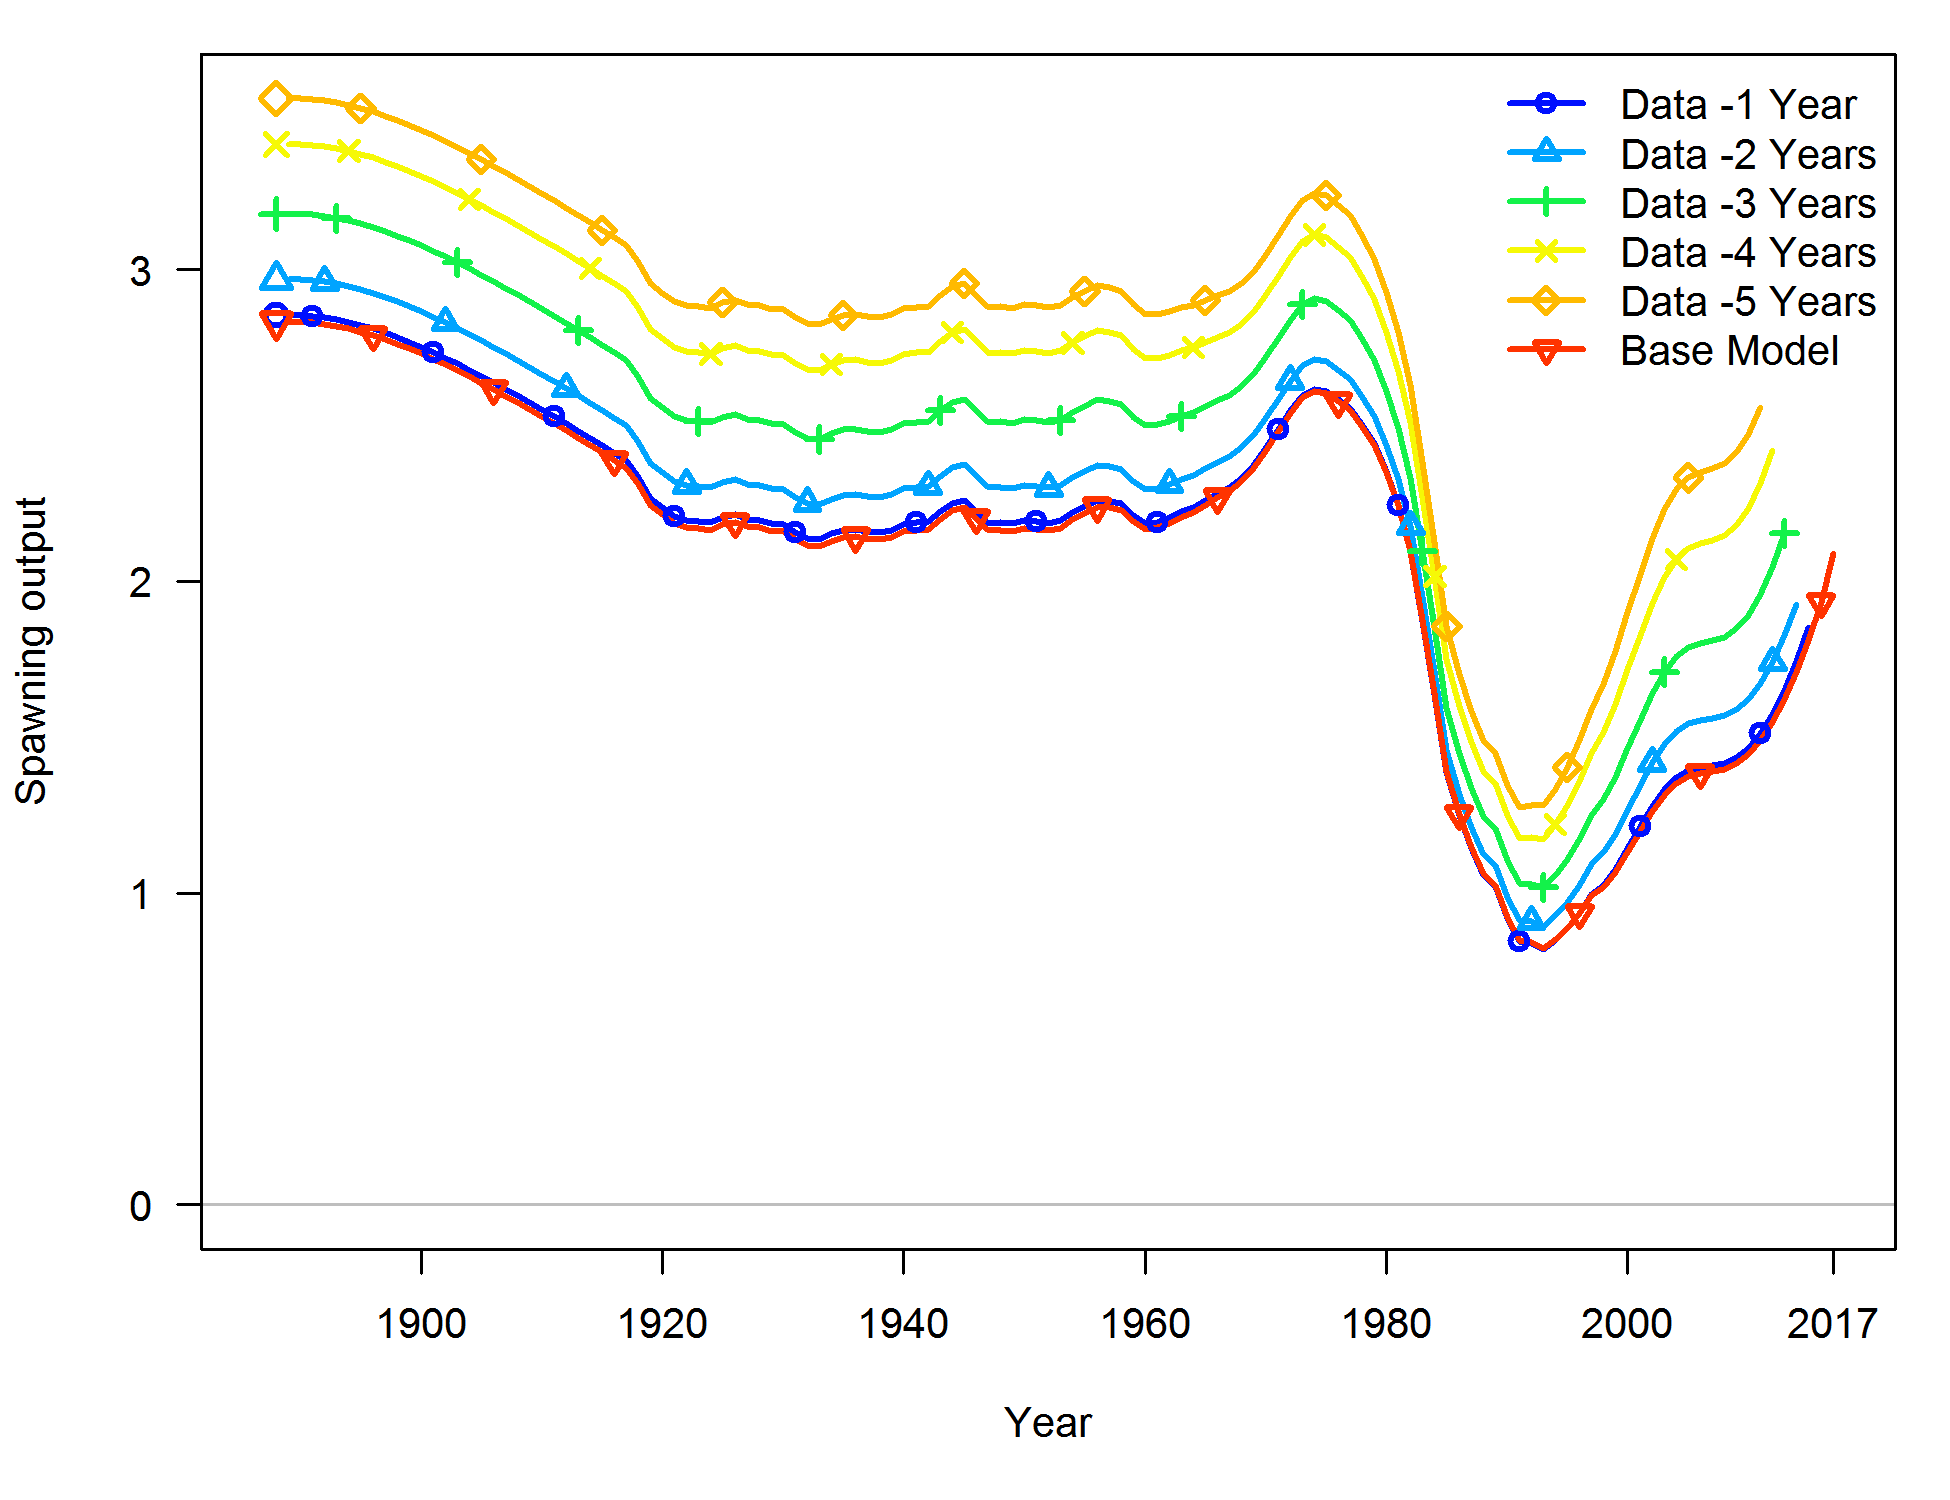 Data -1 Year
Data -2 Years
Data -3 Years
Data -4 Years
Data -5 Years
Base Model
Spawning output
3
2
1
0
1900 1920 1940 1960 1980 2000 2017
Year